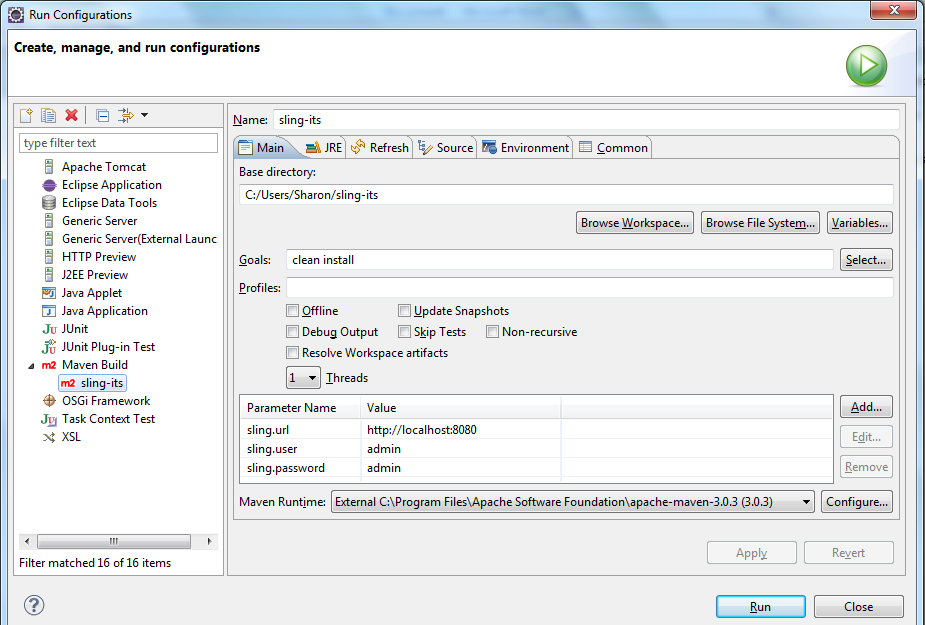 Run Configurations
Create, manage, and run configurations
type filter text
Apache Tomcat
Eclipse Application
Eclipse Data Tools
Generic Server
Generic Server(External Launc
HTTP Preview
J2EE Preview
Java Applet
Java Application
Ju JUnit
JUnit Plug-in Test
m2 Maven Build
m2 sling-its
OSGi Framework
Task Context Test
XSL
Filter matched 16 of 16 items
Name: sling-its
Main JRE Refresh Source Environment Common
Base directory:
C:/Users/Sharon/sling-its
Browse Workspace... Browse File System... Variables...
Goals: clean install Select...
Profiles:
Offline Update Snapshots
Debug Output Skip Tests Non-recursive
Resolve Workspace artifacts
1 Threads
Parameter Name Value
sling.url http://localhost:8080
sling.user admin
sling.password admin
Add...
Edit...
Remove
Maven Runtime: External C:\Program Files\Apache Software Foundation\apache-maven-3.0.3 (3.0.3) Configure...
Apply Revert
? Run Close